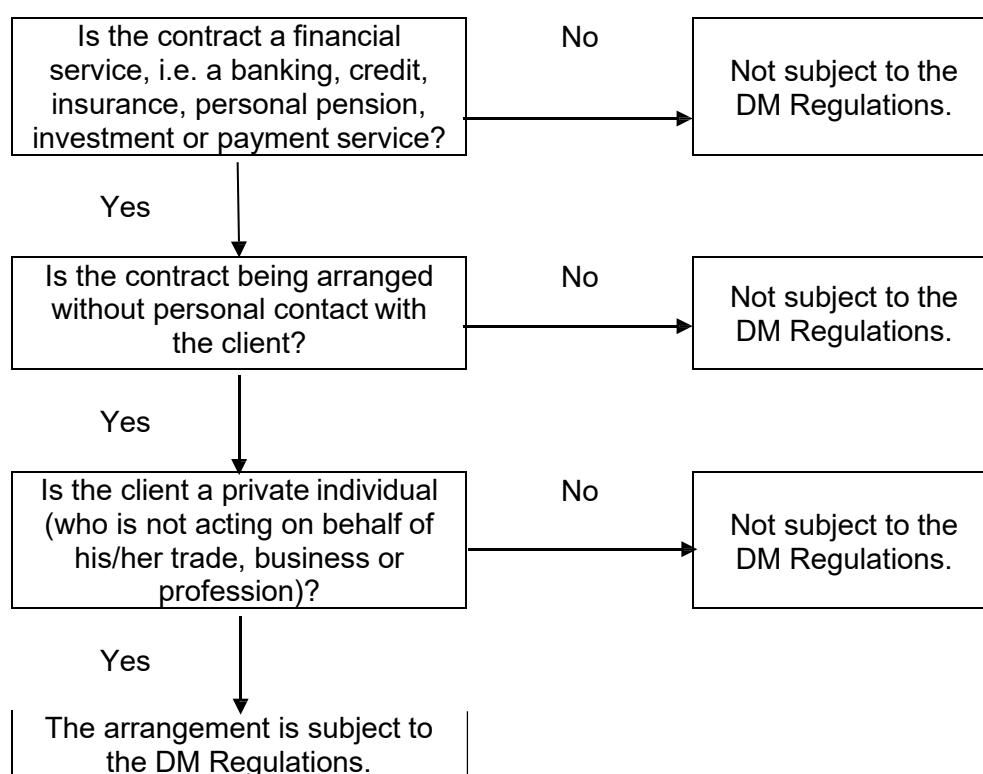 Is the contract a financial
service, i.e. a banking, credit,
insurance, personal pension,
investment or payment service?
No
Not subject to the
DM Regulations.
Yes
Is the contract being arranged
without personal contact with
the client?
No
Not subject to the
DM Regulations.
Yes
Is the client a private individual
(who is not acting on behalf of
his/her trade, business or
profession)?
No
Not subject to the
DM Regulations.
Yes
The arrangement is subject to
the DM Regulations.